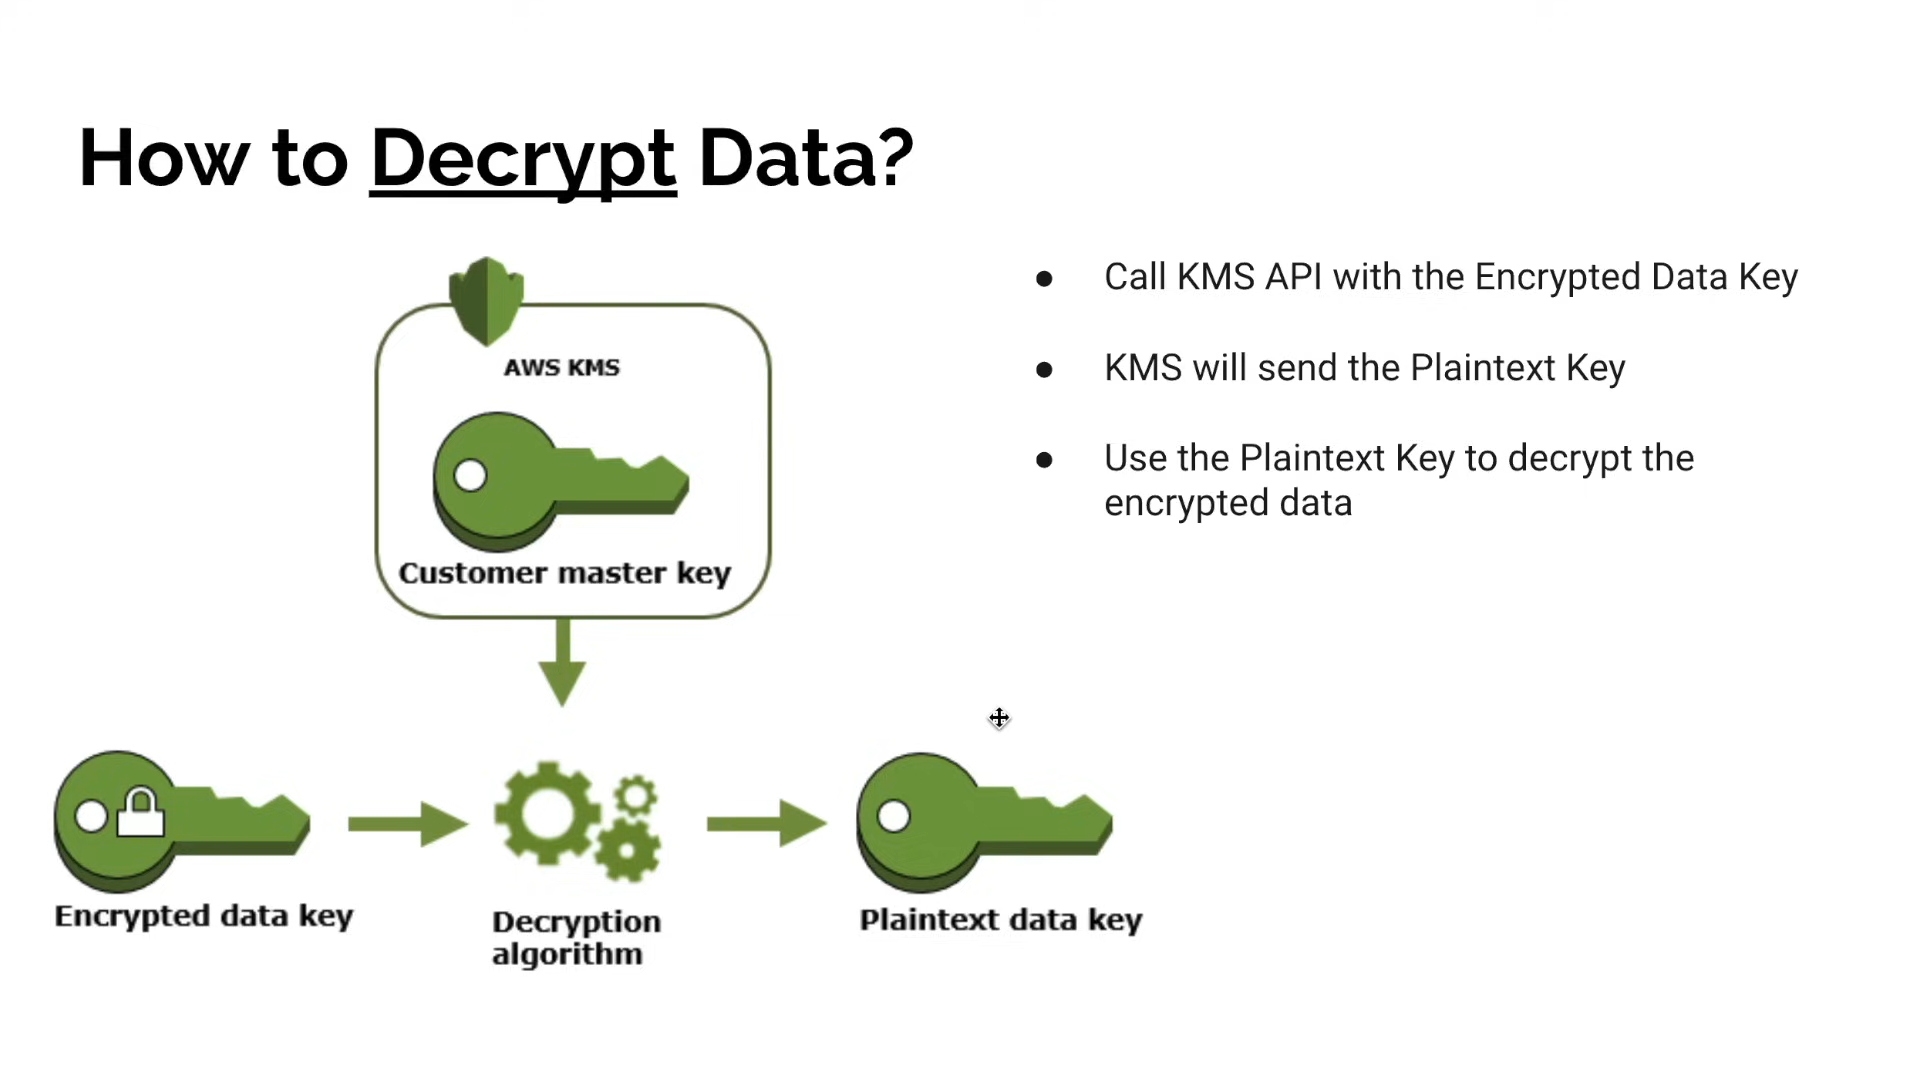 How to Decrypt Data?
● Call KMS API with the Encrypted Data Key
● KMS will send the Plaintext Key
● Use the Plaintext Key to decrypt the
encrypted data
AWS KMS
Customer master key
Encrypted data key
Decryption
algorithm
Plaintext data key